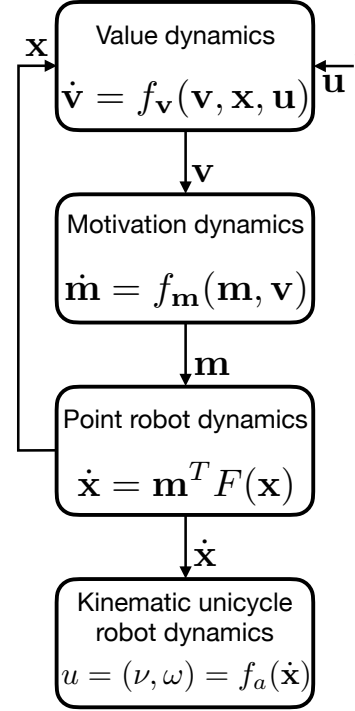 Value dynamics
x
v̇ = f_v(v, x, u)
u
v
Motivation dynamics
ṁ = f_m(m, v)
m
Point robot dynamics
ẋ = m^T F(x)
ẋ
Kinematic unicycle
robot dynamics
u = (ν, ω) = f_a(ẋ)